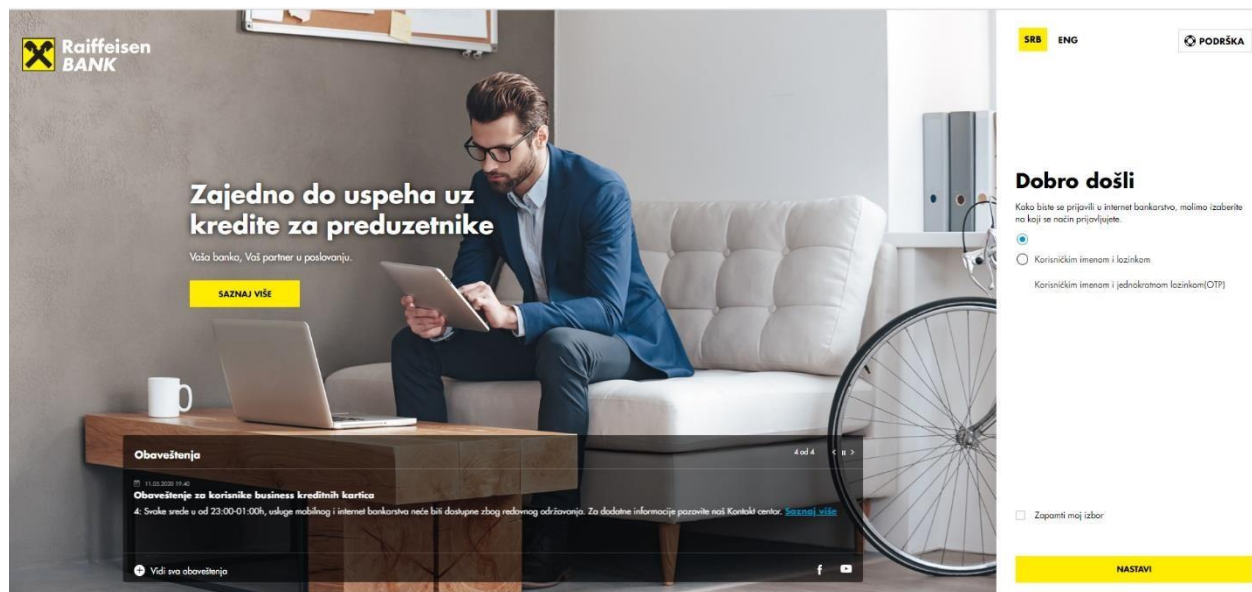 Raiffeisen
BANK
SRB ENG
PODRŠKA
Zajedno do uspeha uz
kredite za preduzetnike
Vaša banka, Vaš partner u poslovanju.
SAZNAJ VIŠE
Obaveštenja
4 od 4
11.05.2020 19:40
Obaveštenje za korisnike business kreditnih kartica
4: Svake srede u od 23:00-01:00h, usluge mobilnog i internet bankarstva neće biti dostupne zbog redovnog održavanja. Za dodatne informacije pozovite naš Kontakt centar. Saznaj više
Vidi sva obaveštenja
Dobro došli
Kako biste se prijavili u internet bankarstvo, molimo izaberite
na koji se način prijavljujete.
Korisničkim imenom i lozinkom
Korisničkim imenom i jednokratnom lozinkom(OTP)
Zapamti moj izbor
NASTAVI